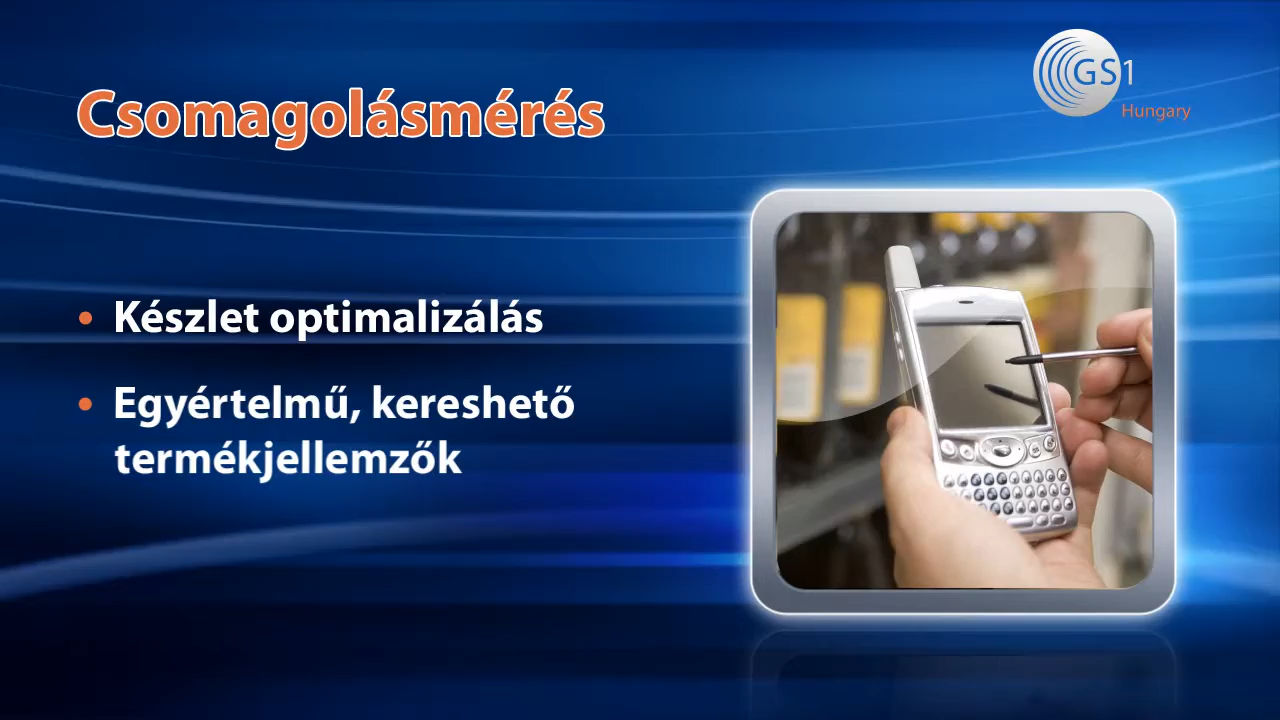 GS1
Hungary
Csomagolásmérés
• Készlet optimalizálás
• Egyértelmű, kereshető
termékjellemzők